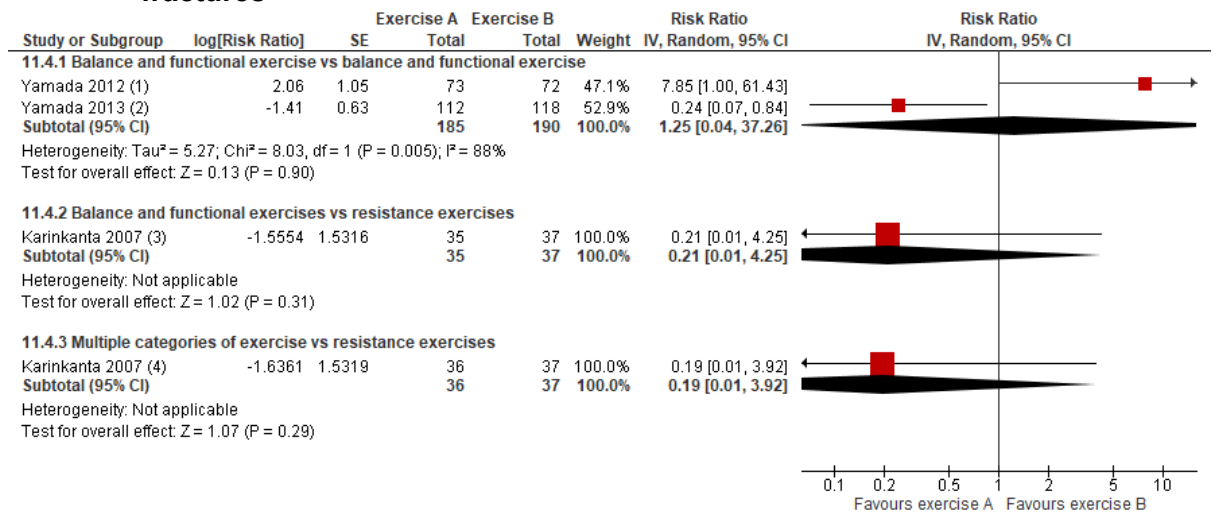 fractures
Exercise A Exercise B Risk Ratio Risk Ratio
Study or Subgroup log[Risk Ratio] SE Total Total Weight IV, Random, 95% CI IV, Random, 95% CI
11.4.1 Balance and functional exercise vs balance and functional exercise
Yamada 2012 (1) 2.06 1.05 73 72 47.1% 7.85 [1.00, 61.43]
Yamada 2013 (2) -1.41 0.63 112 118 52.9% 0.24 [0.07, 0.84]
Subtotal (95% CI) 185 190 100.0% 1.25 [0.04, 37.26]
Heterogeneity: Tau² = 5.27; Chi² = 8.03, df = 1 (P = 0.005); I² = 88%
Test for overall effect: Z = 0.13 (P = 0.90)
11.4.2 Balance and functional exercises vs resistance exercises
Karinkanta 2007 (3) -1.5554 1.5316 35 37 100.0% 0.21 [0.01, 4.25]
Subtotal (95% CI) 35 37 100.0% 0.21 [0.01, 4.25]
Heterogeneity: Not applicable
Test for overall effect: Z = 1.02 (P = 0.31)
11.4.3 Multiple categories of exercise vs resistance exercises
Karinkanta 2007 (4) -1.6361 1.5319 36 37 100.0% 0.19 [0.01, 3.92]
Subtotal (95% CI) 36 37 100.0% 0.19 [0.01, 3.92]
Heterogeneity: Not applicable
Test for overall effect: Z = 1.07 (P = 0.29)
0.1 0.2 0.5 1 2 5 10
Favours exercise A Favours exercise B